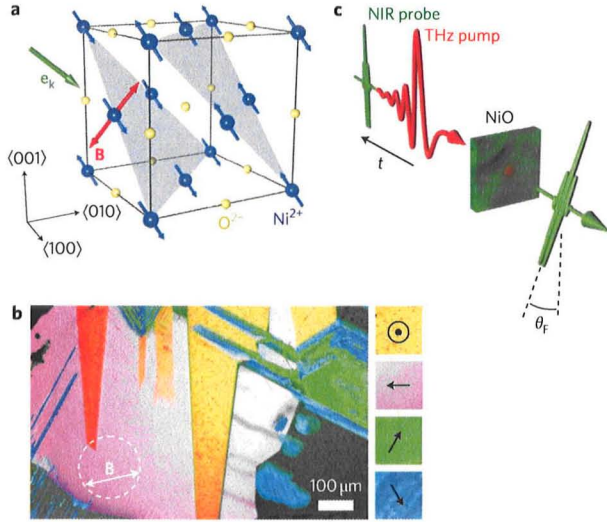 a
e_k
B
⟨001⟩
⟨010⟩
⟨100⟩
O²⁻
Ni²⁺
c
NIR probe
THz pump
t
NiO
θ_F
b
B
100 μm